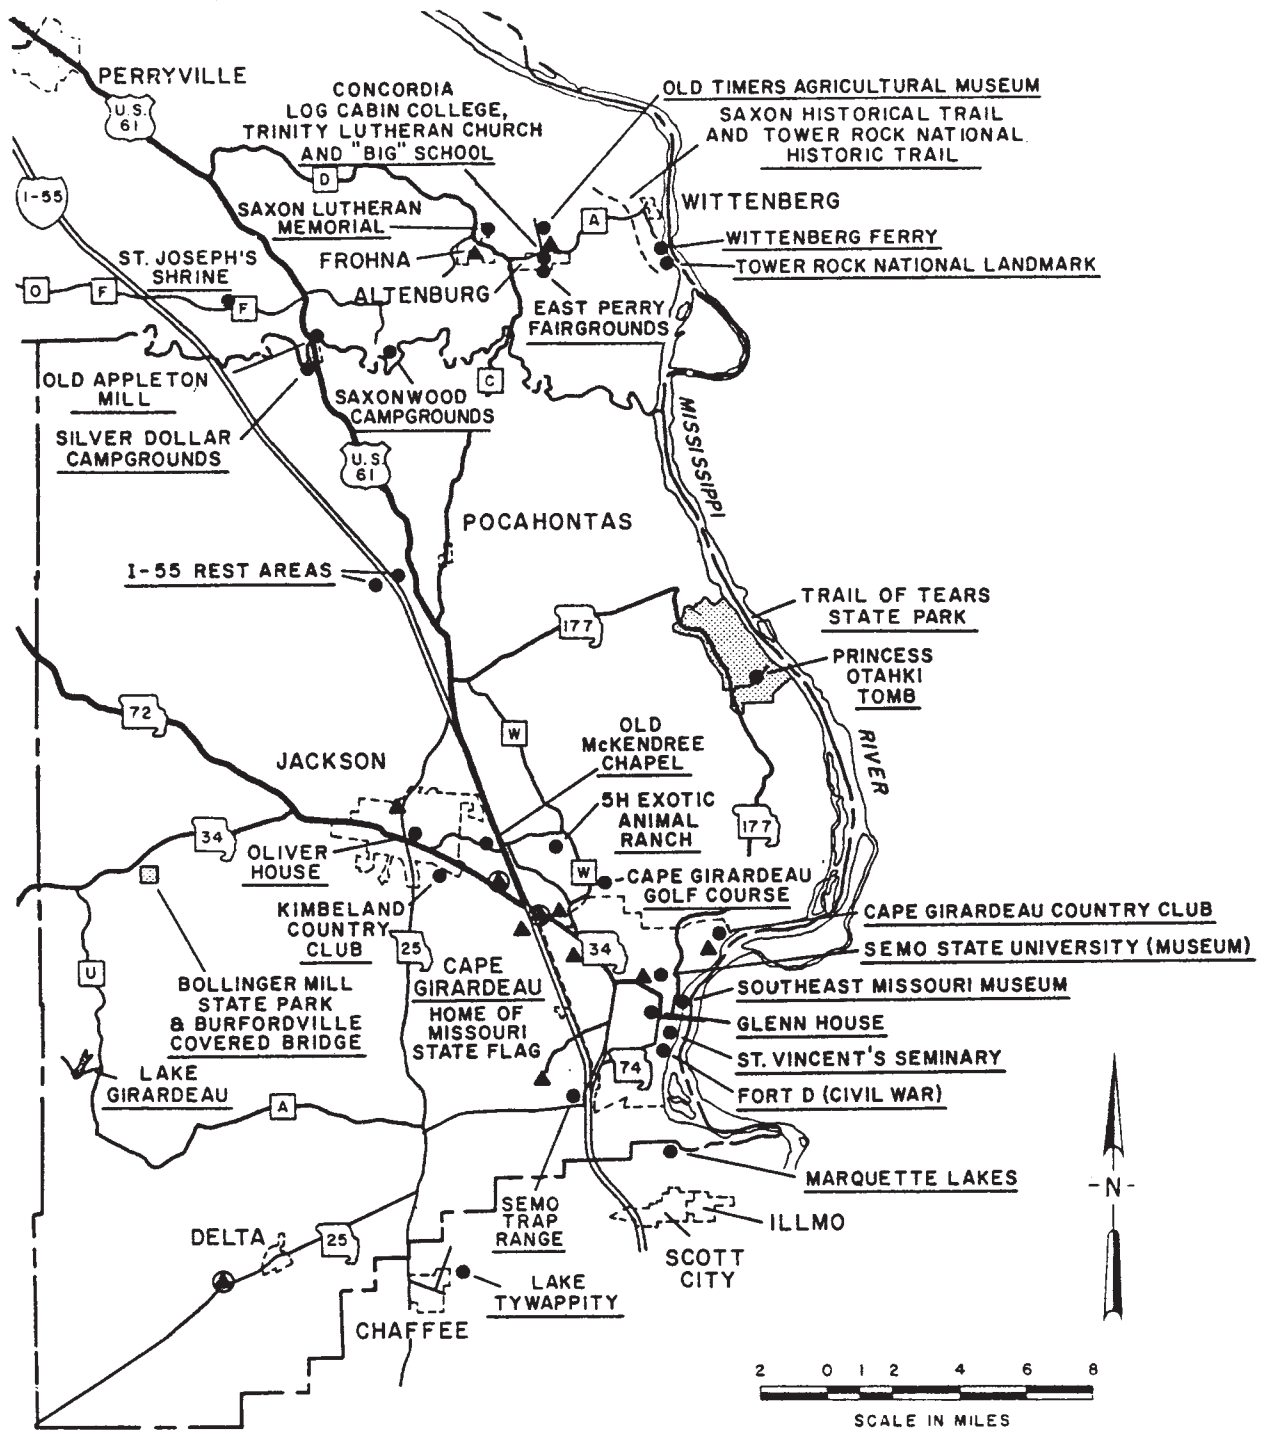 PERRYVILLE
U.S.
61
CONCORDIA
LOG CABIN COLLEGE,
TRINITY LUTHERAN CHURCH
AND "BIG" SCHOOL
OLD TIMERS AGRICULTURAL MUSEUM
SAXON HISTORICAL TRAIL
AND TOWER ROCK NATIONAL
HISTORIC TRAIL
I-55
D
SAXON LUTHERAN
MEMORIAL
A
WITTENBERG
WITTENBERG FERRY
TOWER ROCK NATIONAL LANDMARK
ST. JOSEPH'S
SHRINE
FROHNA
ALTENBURG
O
F
F
EAST PERRY
FAIRGROUNDS
OLD APPLETON
MILL
C
SAXONWOOD
CAMPGROUNDS
SILVER DOLLAR
CAMPGROUNDS
U.S.
61
MISSISSIPPI
POCAHONTAS
I-55 REST AREAS
177
TRAIL OF TEARS
STATE PARK
PRINCESS
OTAHKI
TOMB
72
W
OLD
McKENDREE
CHAPEL
RIVER
JACKSON
5H EXOTIC
ANIMAL
RANCH
177
34
OLIVER
HOUSE
W
CAPE GIRARDEAU
GOLF COURSE
KIMBELAND
COUNTRY
CLUB
25
CAPE GIRARDEAU COUNTRY CLUB
34
SEMO STATE UNIVERSITY (MUSEUM)
U
BOLLINGER MILL
STATE PARK
& BURFORDVILLE
COVERED BRIDGE
CAPE
GIRARDEAU
HOME OF
MISSOURI
STATE FLAG
SOUTHEAST MISSOURI MUSEUM
GLENN HOUSE
ST. VINCENT'S SEMINARY
74
FORT D (CIVIL WAR)
LAKE
GIRARDEAU
A
MARQUETTE LAKES
SEMO
TRAP
RANGE
ILLMO
SCOTT
CITY
DELTA
25
LAKE
TYWAPPITY
CHAFFEE
-N-
2 0 1 2 4 6 8
SCALE IN MILES